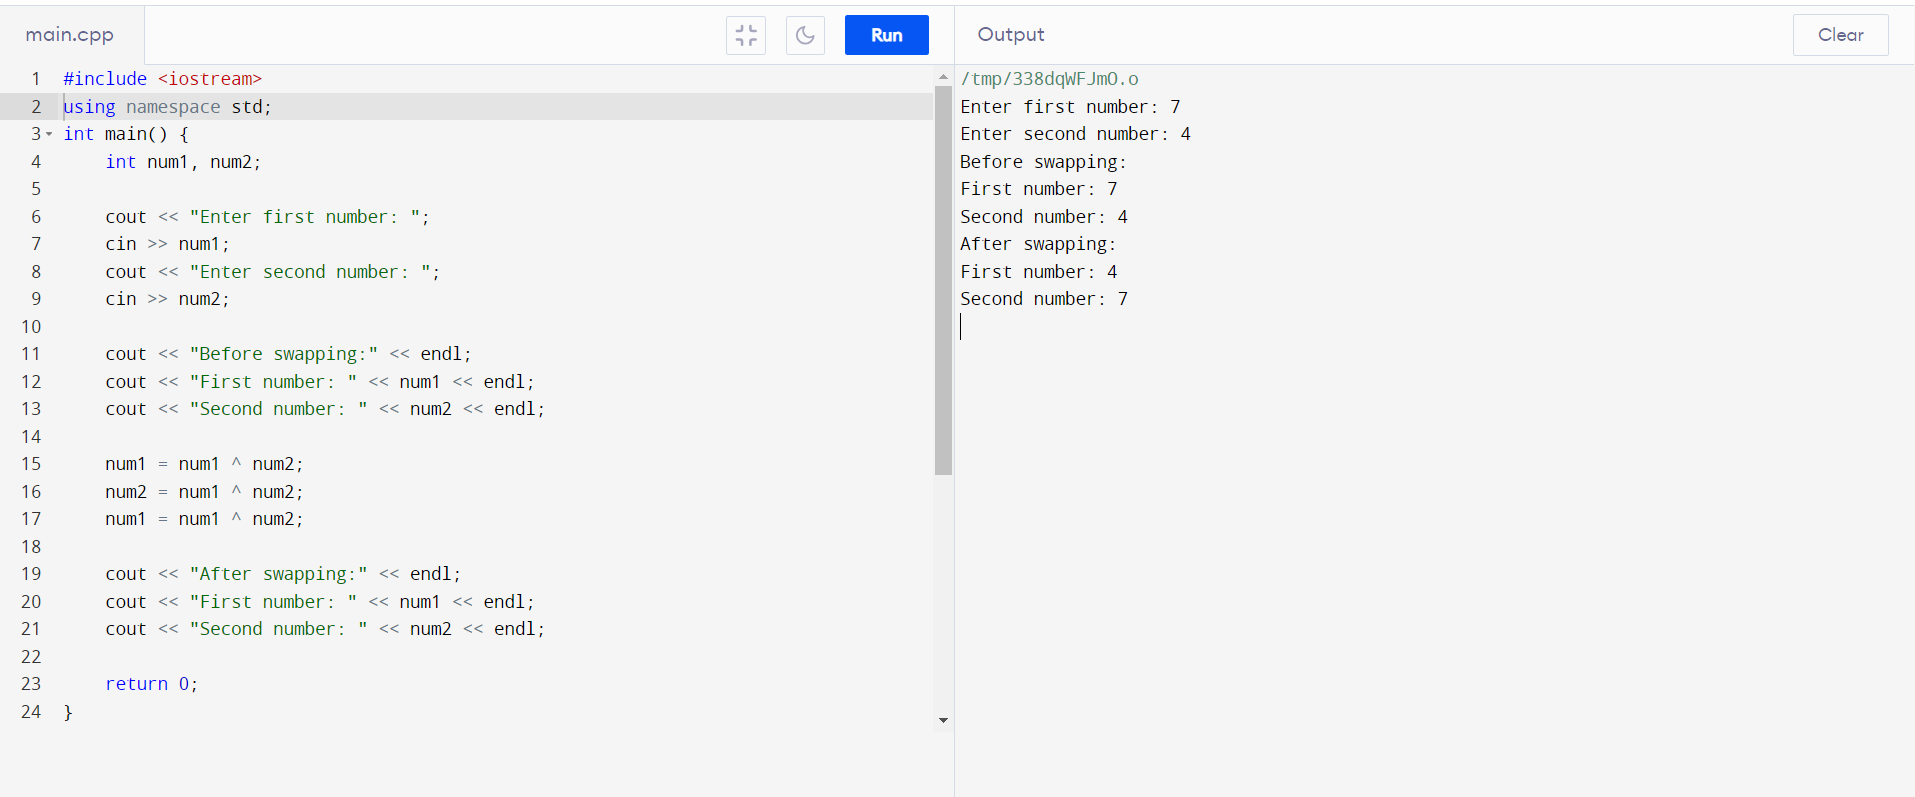 main.cpp
Run
Output
Clear
1 #include <iostream>
2 using namespace std;
3 int main() {
4     int num1, num2;
5
6     cout << "Enter first number: ";
7     cin >> num1;
8     cout << "Enter second number: ";
9     cin >> num2;
10
11     cout << "Before swapping:" << endl;
12     cout << "First number: " << num1 << endl;
13     cout << "Second number: " << num2 << endl;
14
15     num1 = num1 ^ num2;
16     num2 = num1 ^ num2;
17     num1 = num1 ^ num2;
18
19     cout << "After swapping:" << endl;
20     cout << "First number: " << num1 << endl;
21     cout << "Second number: " << num2 << endl;
22
23     return 0;
24 }
/tmp/338dqWFJmO.o
Enter first number: 7
Enter second number: 4
Before swapping:
First number: 7
Second number: 4
After swapping:
First number: 4
Second number: 7